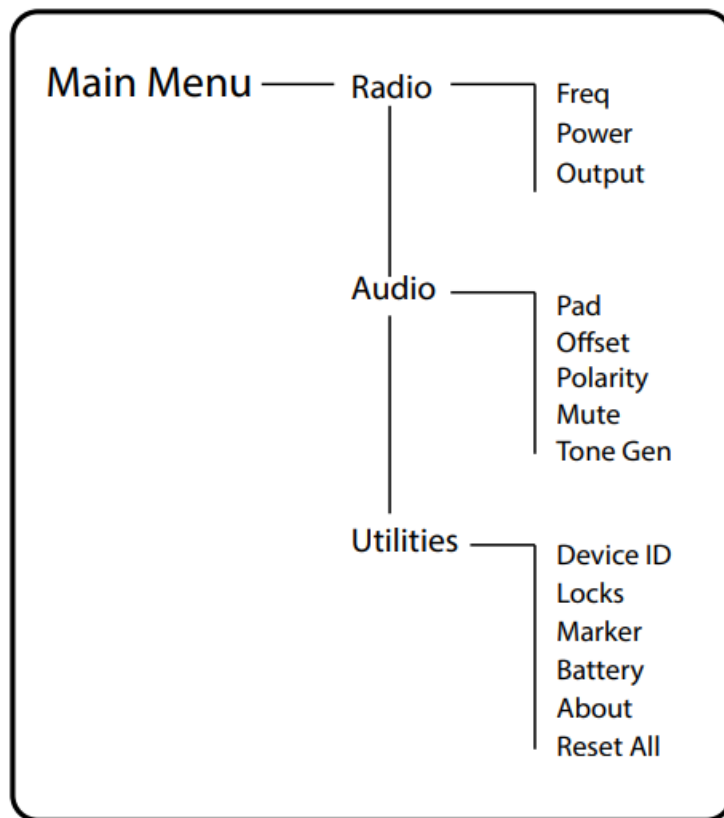 Main Menu
Radio
Freq
Power
Output
Audio
Pad
Offset
Polarity
Mute
Tone Gen
Utilities
Device ID
Locks
Marker
Battery
About
Reset All